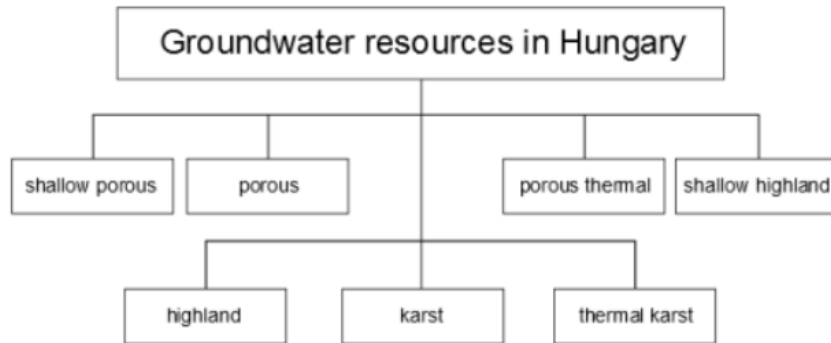 Groundwater resources in Hungary
shallow porous
porous
porous thermal
shallow highland
highland
karst
thermal karst